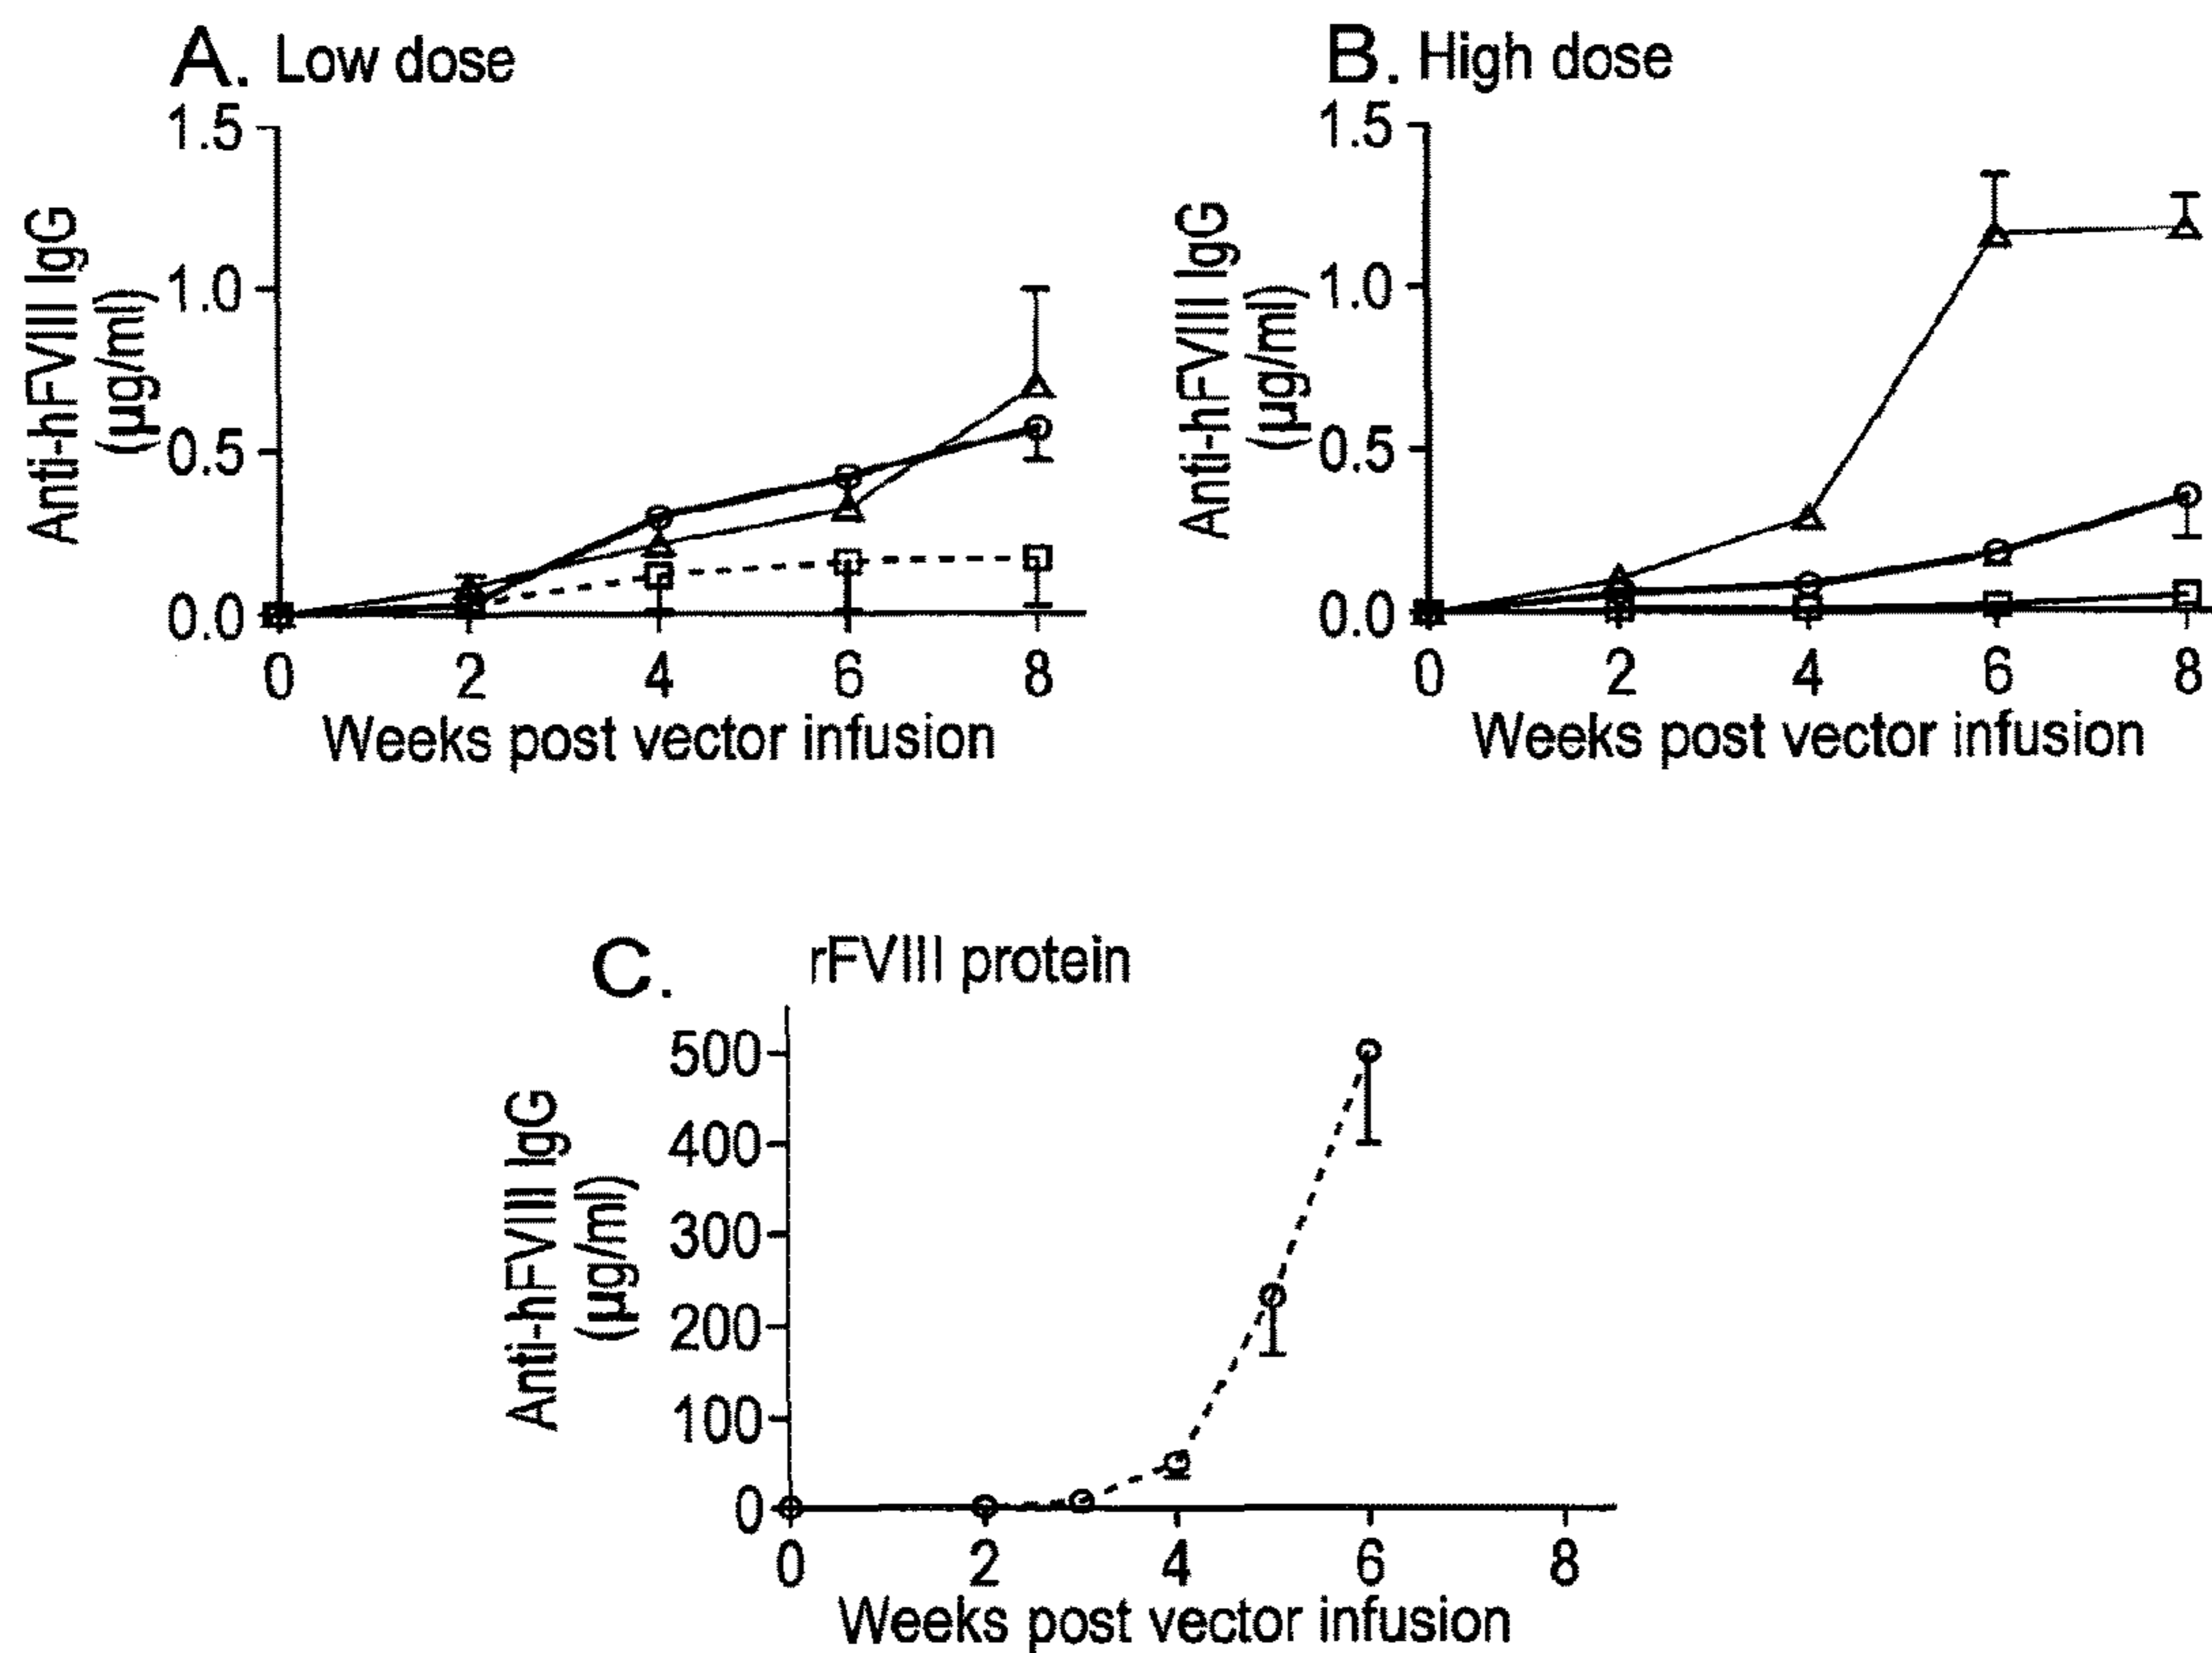 A. Low dose
1.5
1.0
0.5
0.0
Anti-hFVIII IgG
(µg/ml)
0 2 4 6 8
Weeks post vector infusion
B. High dose
1.5
1.0
0.5
0.0
Anti-hFVIII IgG
(µg/ml)
0 2 4 6 8
Weeks post vector infusion
C. rFVIII protein
500
400
300
200
100
0
Anti-hFVIII IgG
(µg/ml)
0 2 4 6 8
Weeks post vector infusion